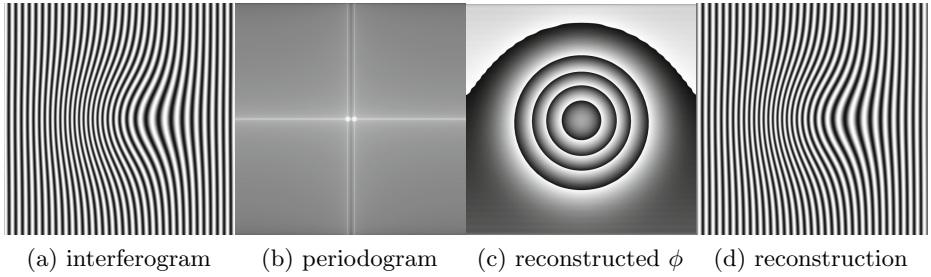 (a) interferogram (b) periodogram (c) reconstructed ϕ (d) reconstruction